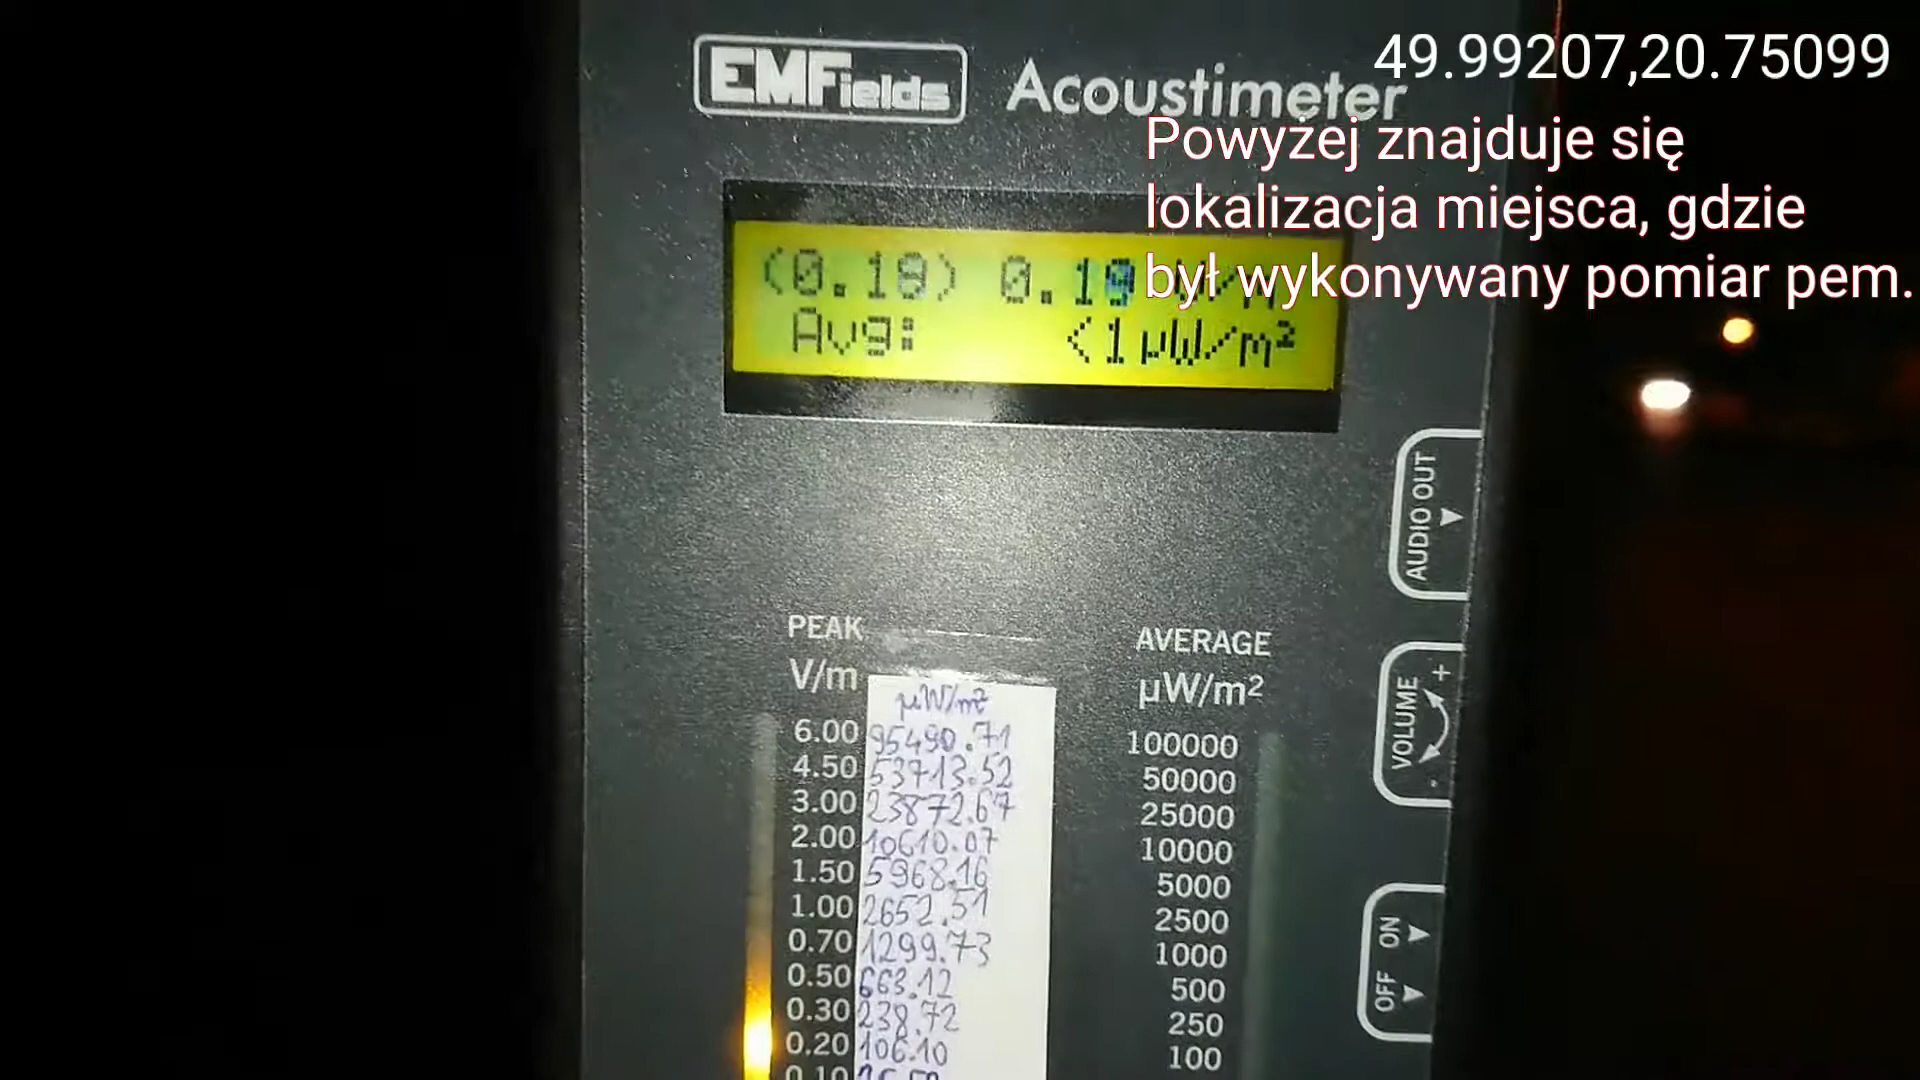 EMFields Acoustimeter
49.99207,20.75099
Powyżej znajduje się
lokalizacja miejsca, gdzie
był wykonywany pomiar pem.
(0.18) 0.19 V/m
Avg: <1µW/m²
AUDIO OUT
PEAK
V/m
µW/m²
AVERAGE
µW/m²
VOLUME
+
-
6.00 95490.71 100000
4.50 53713.52 50000
3.00 23872.67 25000
2.00 10610.07 10000
1.50 5968.16 5000
1.00 2652.51 2500
0.70 1299.73 1000
0.50 663.12 500
0.30 238.72 250
0.20 106.10 100
0.10
OFF ON